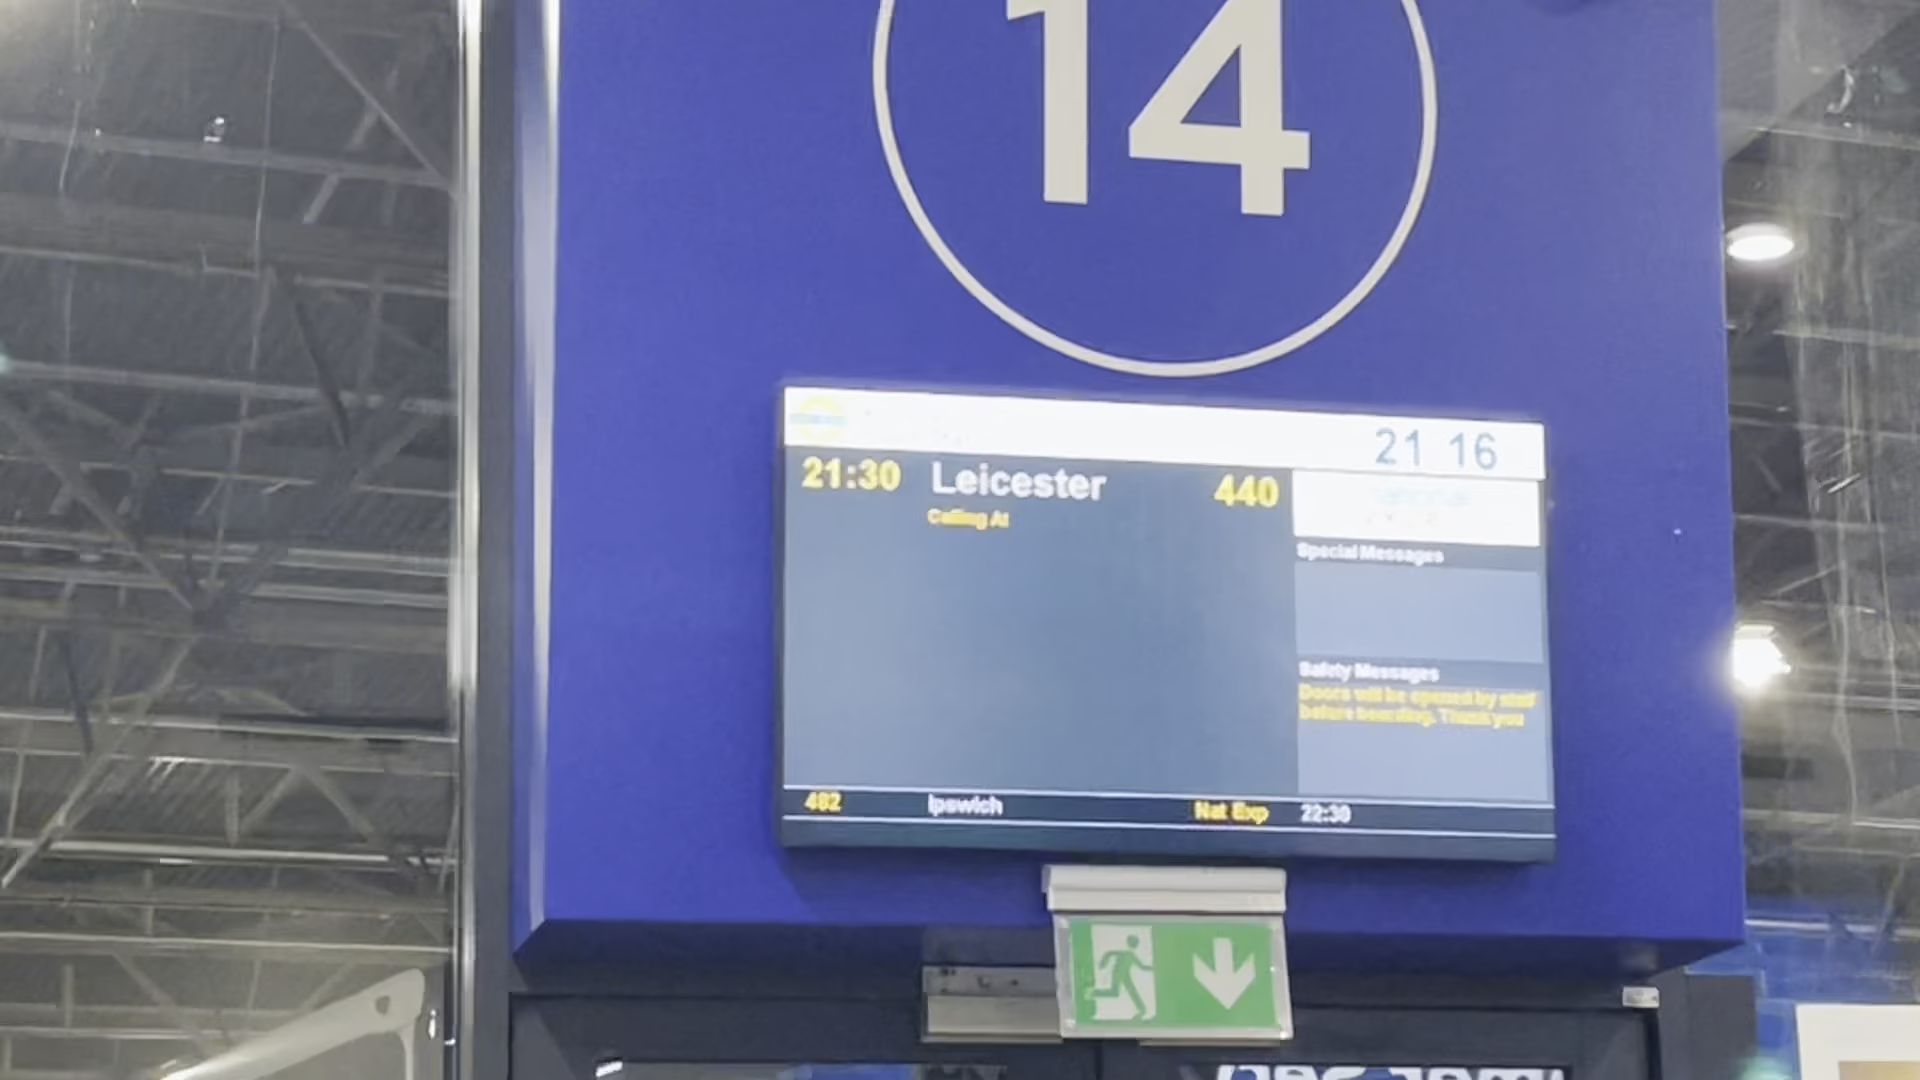 14
21 16
21:30 Leicester 440
Calling At
Special Messages
Safety Messages
Doors will be opened by staff
before boarding. Thank you
482 Ipswich Nat Exp 22:30